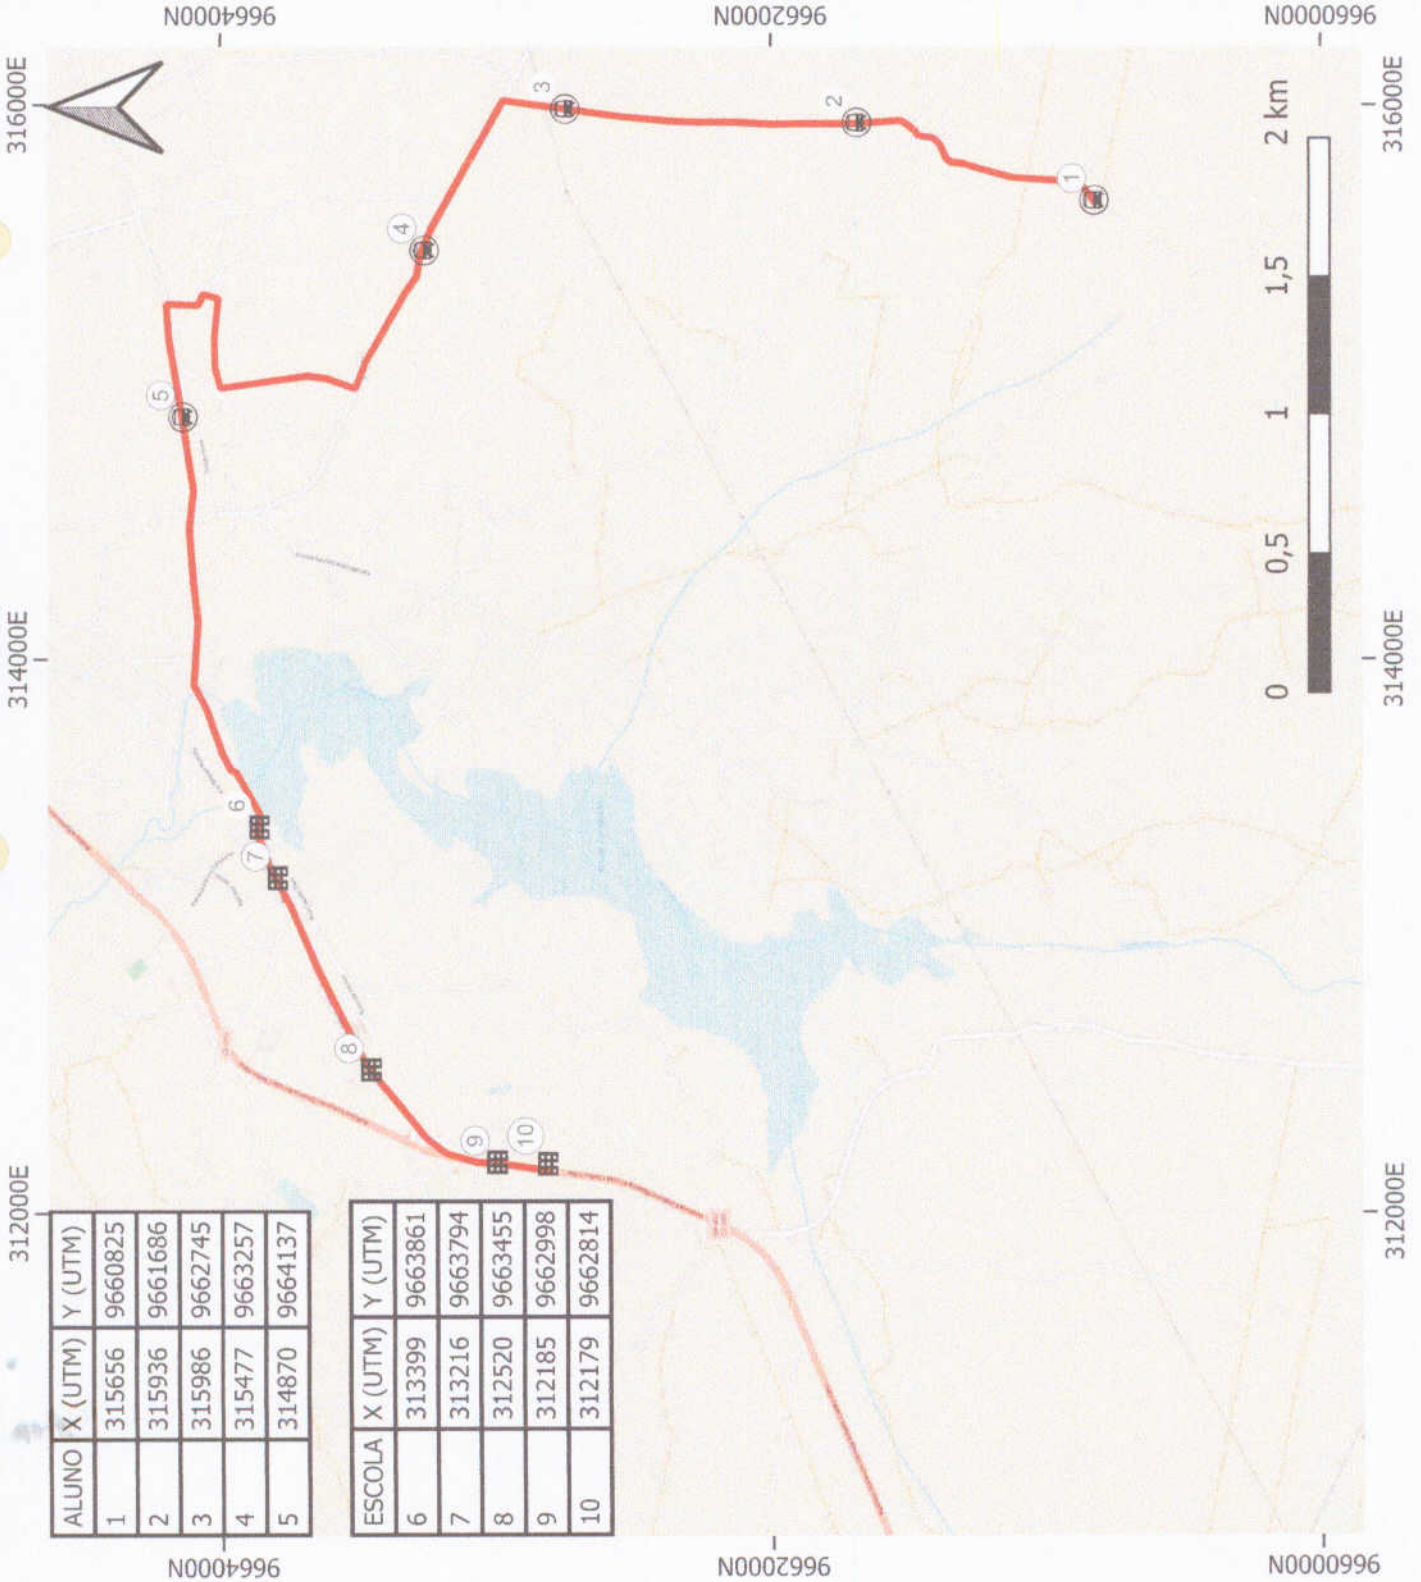 312000E
314000E
316000E
9664000N
9664000N
ALUNO X (UTM) Y (UTM)
1 315656 9660825
2 315936 9661686
3 315986 9662745
4 315477 9663257
5 314870 9664137
ESCOLA X (UTM) Y (UTM)
6 313399 9663861
7 313216 9663794
8 312520 9663455
9 312185 9662998
10 312179 9662814
5
6
7
4
8
3
9
10
9662000N
9662000N
2
1
0 0,5 1 1,5 2 km
9660000N
9660000N
312000E
314000E
316000E